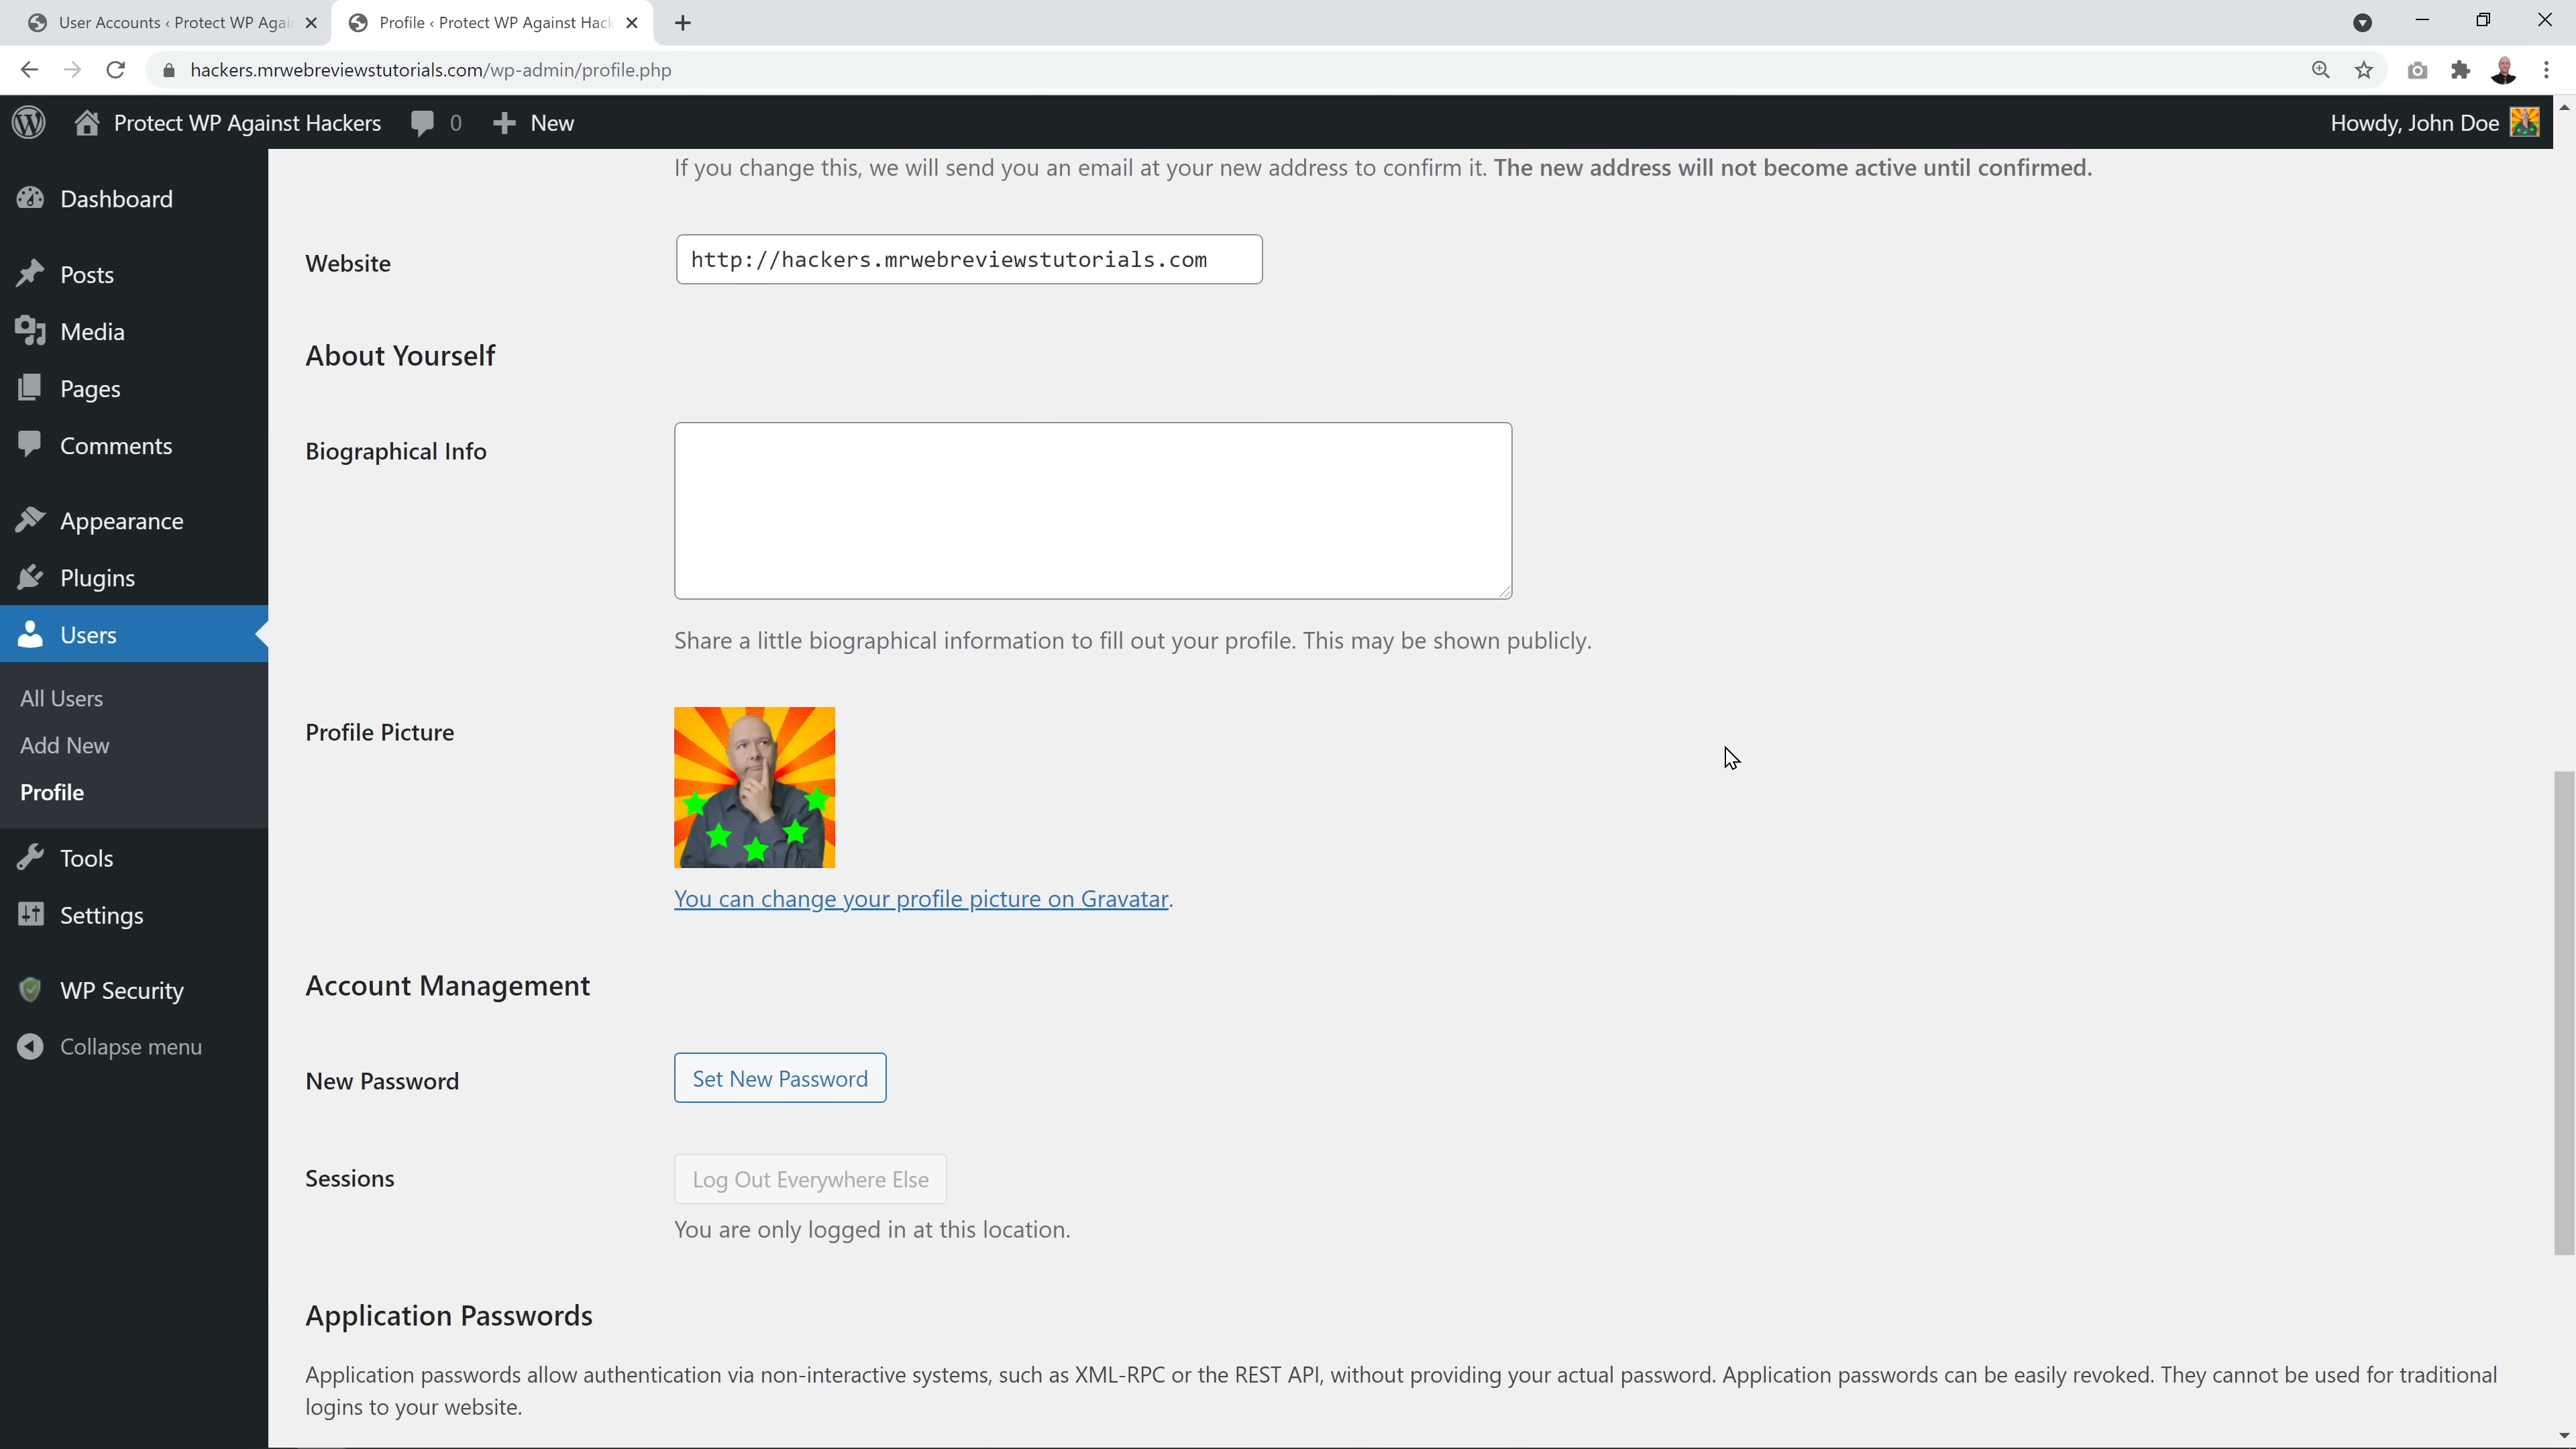 User Accounts ‹ Protect WP Agai
Profile ‹ Protect WP Against Hack
hackers.mrwebreviewstutorials.com/wp-admin/profile.php
Protect WP Against Hackers
0
New
Howdy, John Doe
Dashboard
Posts
Media
Pages
Comments
Appearance
Plugins
Users
All Users
Add New
Profile
Tools
Settings
WP Security
Collapse menu
If you change this, we will send you an email at your new address to confirm it. The new address will not become active until confirmed.
Website
http://hackers.mrwebreviewstutorials.com
About Yourself
Biographical Info
Share a little biographical information to fill out your profile. This may be shown publicly.
Profile Picture
You can change your profile picture on Gravatar.
Account Management
New Password
Set New Password
Sessions
Log Out Everywhere Else
You are only logged in at this location.
Application Passwords
Application passwords allow authentication via non-interactive systems, such as XML-RPC or the REST API, without providing your actual password. Application passwords can be easily revoked. They cannot be used for traditional
logins to your website.